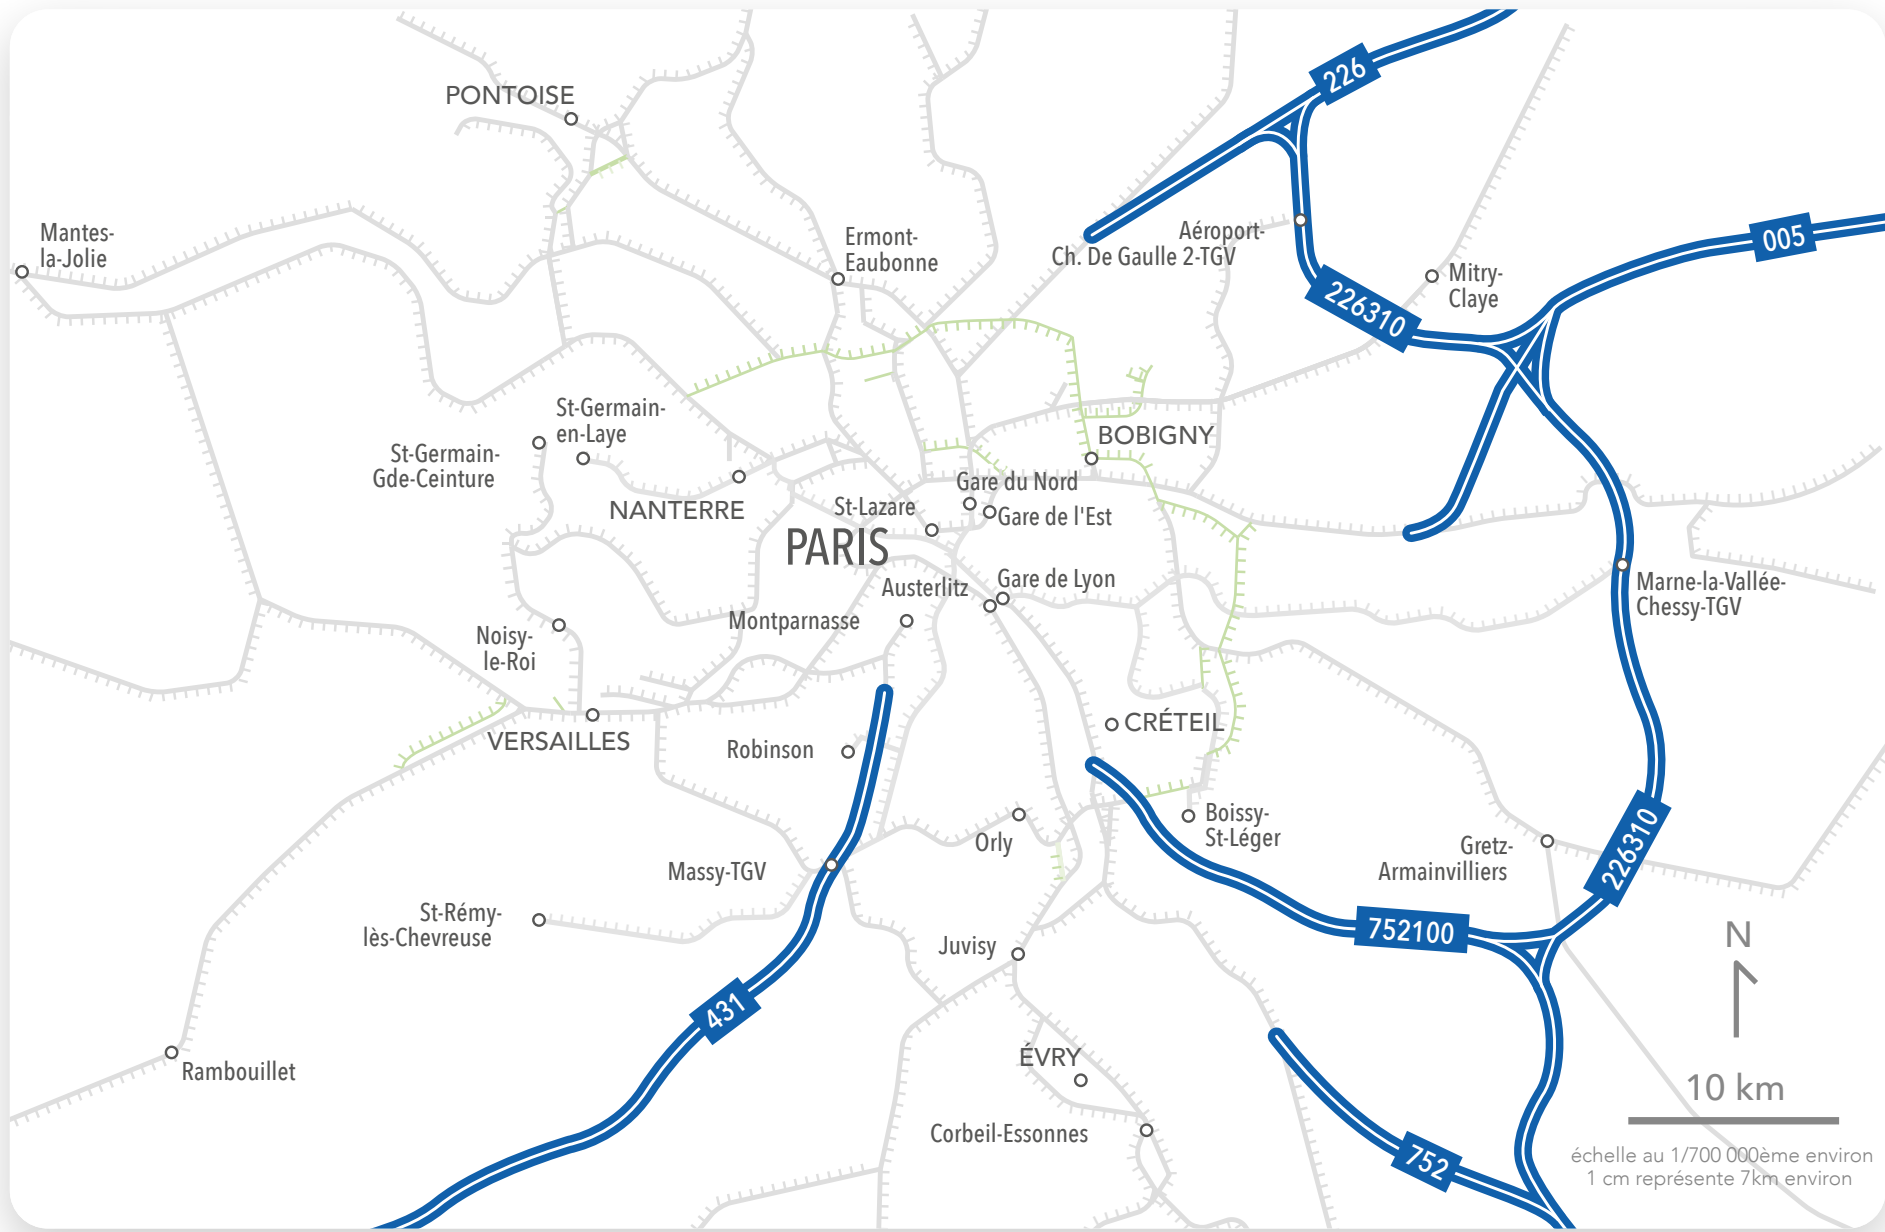 226
PONTOISE
Mantes-
la-Jolie
Ermont-
Eaubonne
Aéroport-
Ch. De Gaulle 2-TGV
005
Mitry-
Claye
226310
St-Germain-
en-Laye
St-Germain-
Gde-Ceinture
BOBIGNY
NANTERRE
Gare du Nord
St-Lazare
Gare de l'Est
PARIS
Austerlitz
Gare de Lyon
Marne-la-Vallée-
Chessy-TGV
Montparnasse
Noisy-
le-Roi
VERSAILLES
Robinson
CRÉTEIL
Boissy-
St-Léger
Orly
Gretz-
Armainvilliers
226310
Massy-TGV
St-Rémy-
lès-Chevreuse
752100
Juvisy
N
431
Rambouillet
ÉVRY
10 km
Corbeil-Essonnes
752
échelle au 1/700 000ème environ
1 cm représente 7km environ